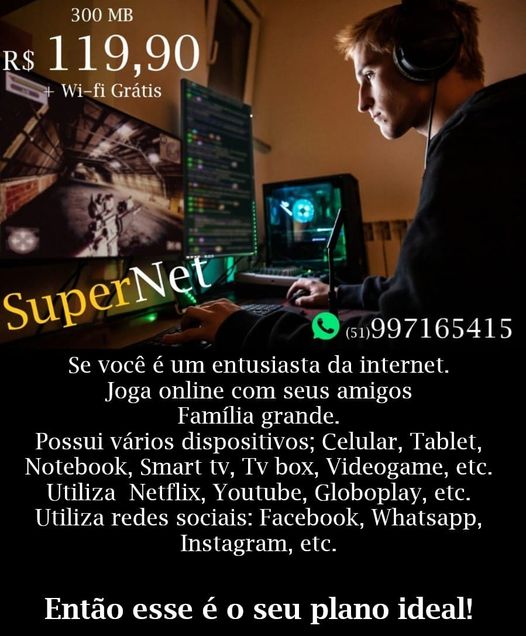 300 MB
R$ 119,90
+ Wi-fi Grátis
SuperNet
(51)997165415
Se você é um entusiasta da internet.
Joga online com seus amigos
Família grande.
Possui vários dispositivos; Celular, Tablet,
Notebook, Smart tv, Tv box, Videogame, etc.
Utiliza Netflix, Youtube, Globoplay, etc.
Utiliza redes sociais: Facebook, Whatsapp,
Instagram, etc.
Então esse é o seu plano ideal!